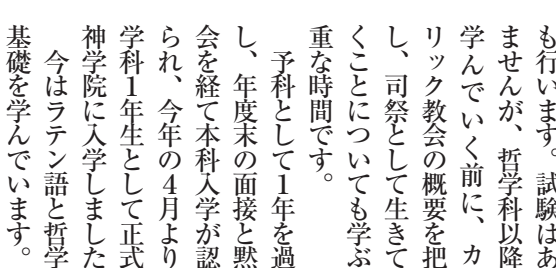 も行います。試験はあ
ませんが、哲学科以降
学んでいく前に、カ
リック教会の概要を把
し、司祭として生きて
くことについても学ぶ
重な時間です。
予科として1年を過
し、年度末の面接と黙
会を経て本科入学が認
られ、今年の4月より
学科1年生として正式
神学院に入学しました
今はラテン語と哲学
基礎を学んでいます。